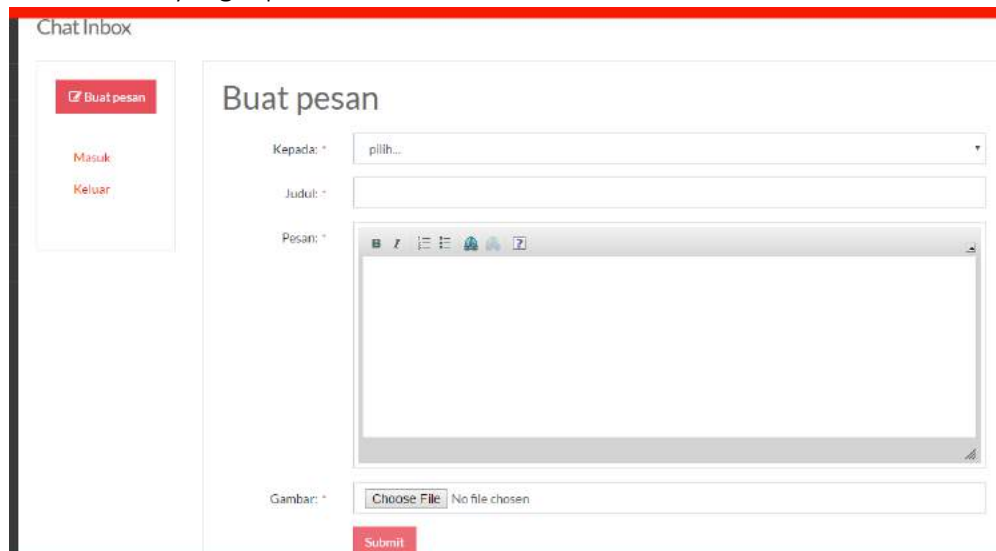 Chat Inbox
Buat pesan
Masuk
Keluar
Buat pesan
Kepada: *
pilih...
Judul: *
Pesan: *
B I ?
Gambar: *
Choose File No file chosen
Submit